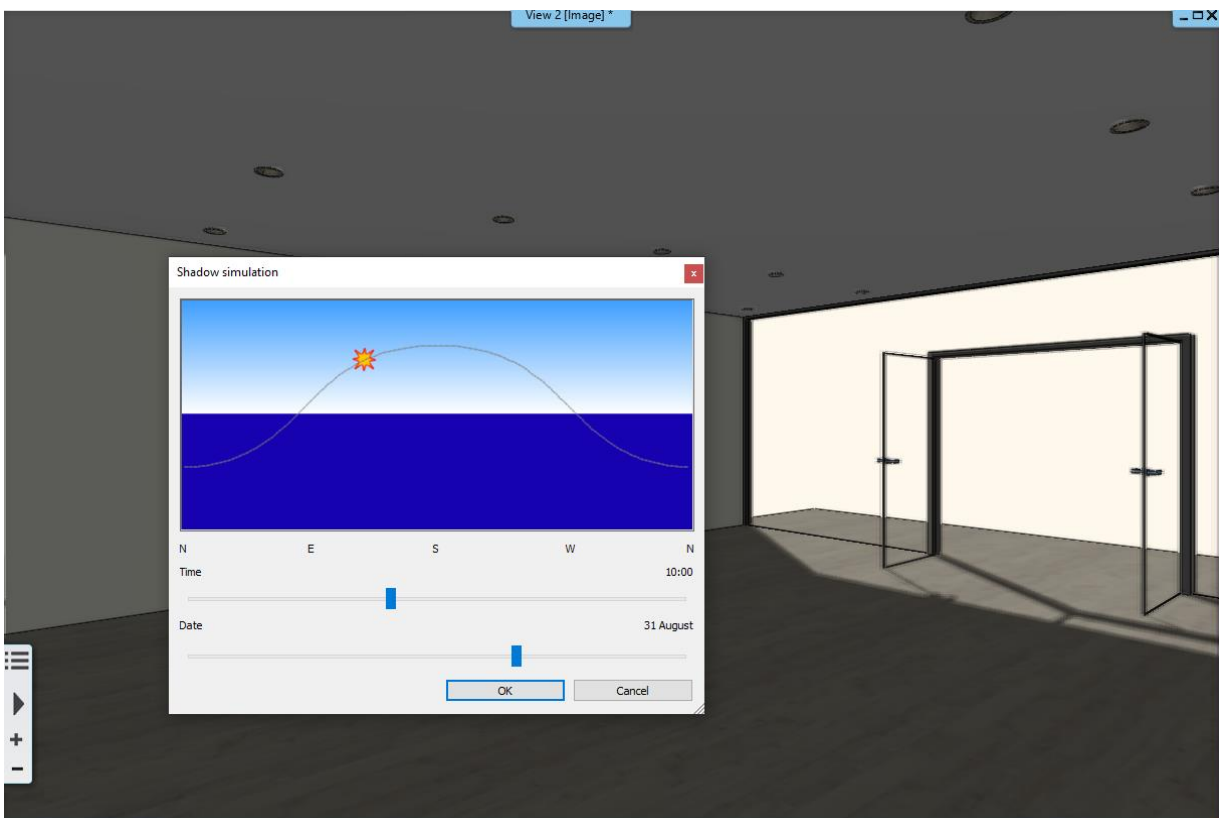 View 2 [Image] *
Shadow simulation
N E S W N
Time 10:00
Date 31 August
OK Cancel